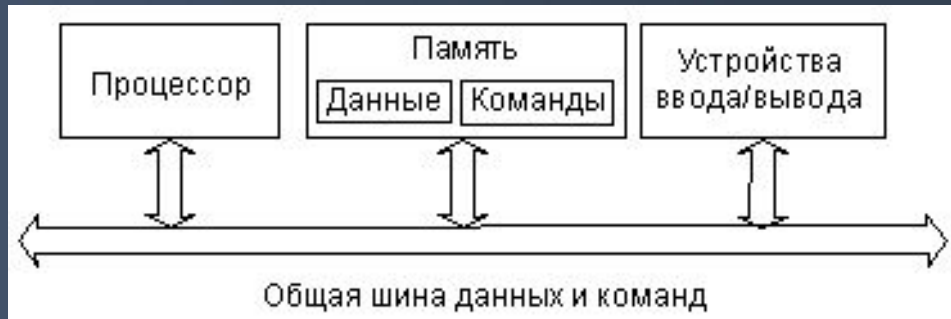 Процессор
Память
Данные
Команды
Устройства
ввода/вывода
Общая шина данных и команд